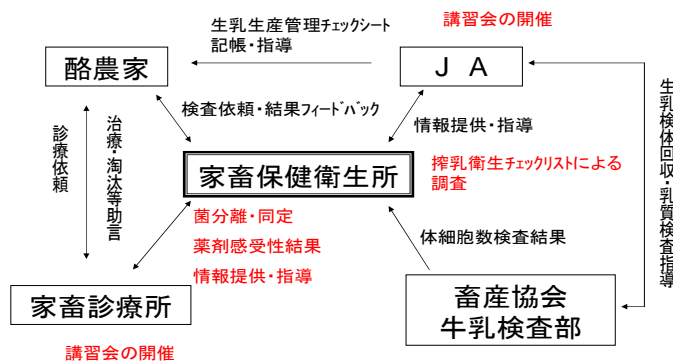 講習会の開催
生乳生産管理チェックシート
記帳・指導
酪農家
JA
検査依頼・結果フィードバック
情報提供・指導
生乳検体回収・乳質検査指導
診療依頼
治療・淘汰等助言
家畜保健衛生所
搾乳衛生チェックリストによる
調査
菌分離・同定
薬剤感受性結果
情報提供・指導
体細胞数検査結果
家畜診療所
畜産協会
牛乳検査部
講習会の開催